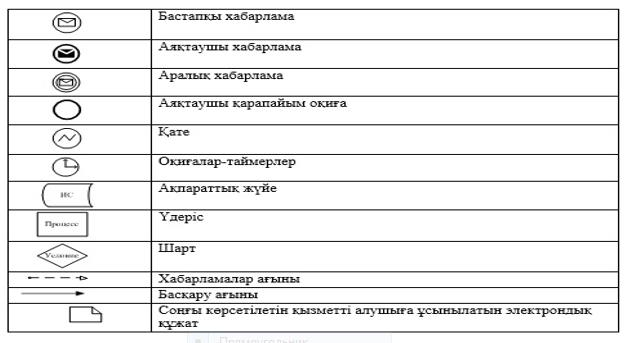 Бастапқы хабарлама
Аяқтаушы хабарлама
Аралық хабарлама
Аяқтаушы қарапайым оқиға
Қате
Оқиғалар-таймерлер
ИС
Ақпараттық жүйе
Процесс
Үдеріс
Условие
Шарт
Хабарламалар ағыны
Басқару ағыны
Соңғы көрсетілетін қызметті алушыға ұсынылатын электрондық
құжат
Прямоугольник